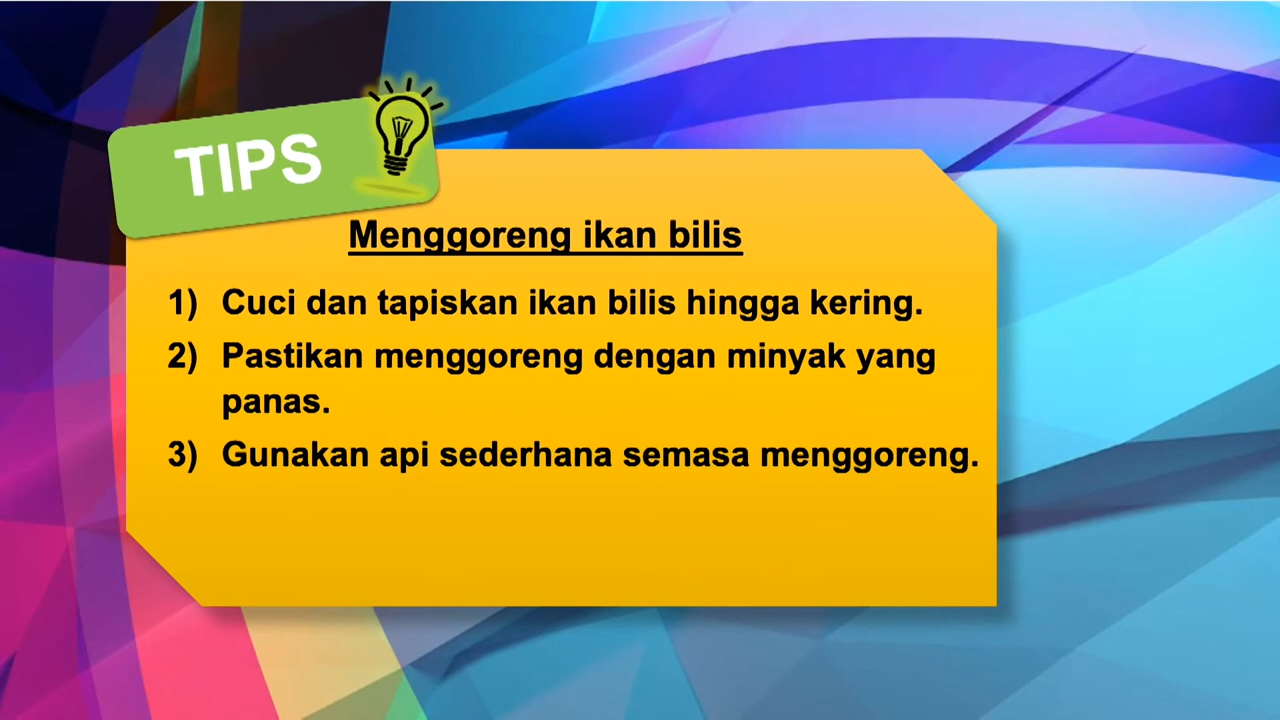 TIPS
Menggoreng ikan bilis
1) Cuci dan tapiskan ikan bilis hingga kering.
2) Pastikan menggoreng dengan minyak yang
panas.
3) Gunakan api sederhana semasa menggoreng.